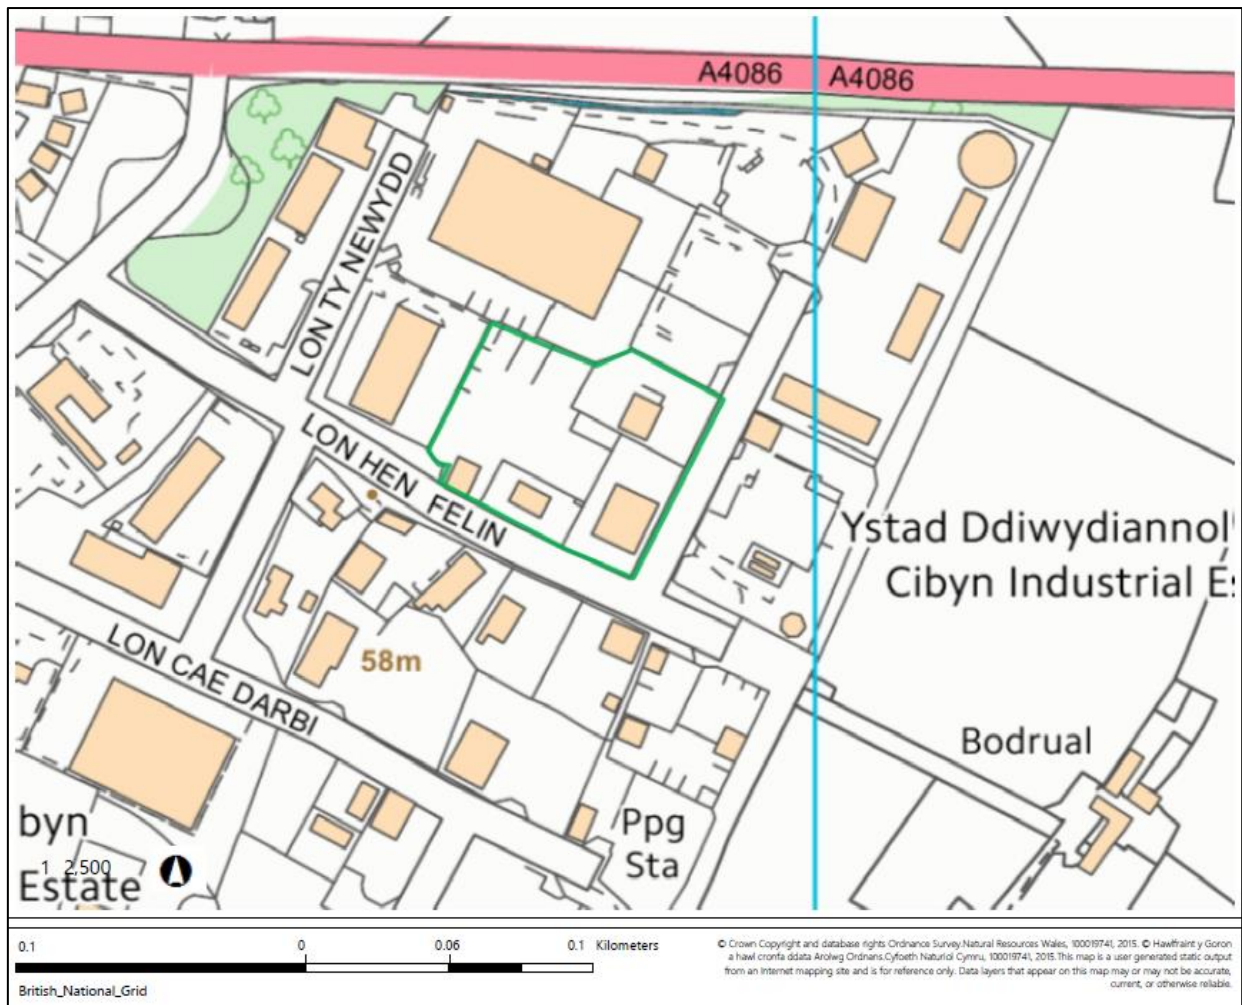 A4086 A4086
LON TY NEWYDD
LON HEN FELIN
Ystad Ddiwydiannol
Cibyn Industrial Es
58m
LON CAE DARBI
Bodrual
byn
Estate
1 2,500
Ppg
Sta
0.1 0 0.06 0.1 Kilometers
British_National_Grid
© Crown Copyright and database rights Ordnance Survey.Natural Resources Wales, 100019741, 2015. © Hawlfraint y Goron
a hawl cronfa ddata Arolwg Ordnans.Cyfoeth Naturiol Cymru, 100019741, 2015.This map is a user generated static output
from an Internet mapping site and is for reference only. Data layers that appear on this map may or may not be accurate,
current, or otherwise reliable.